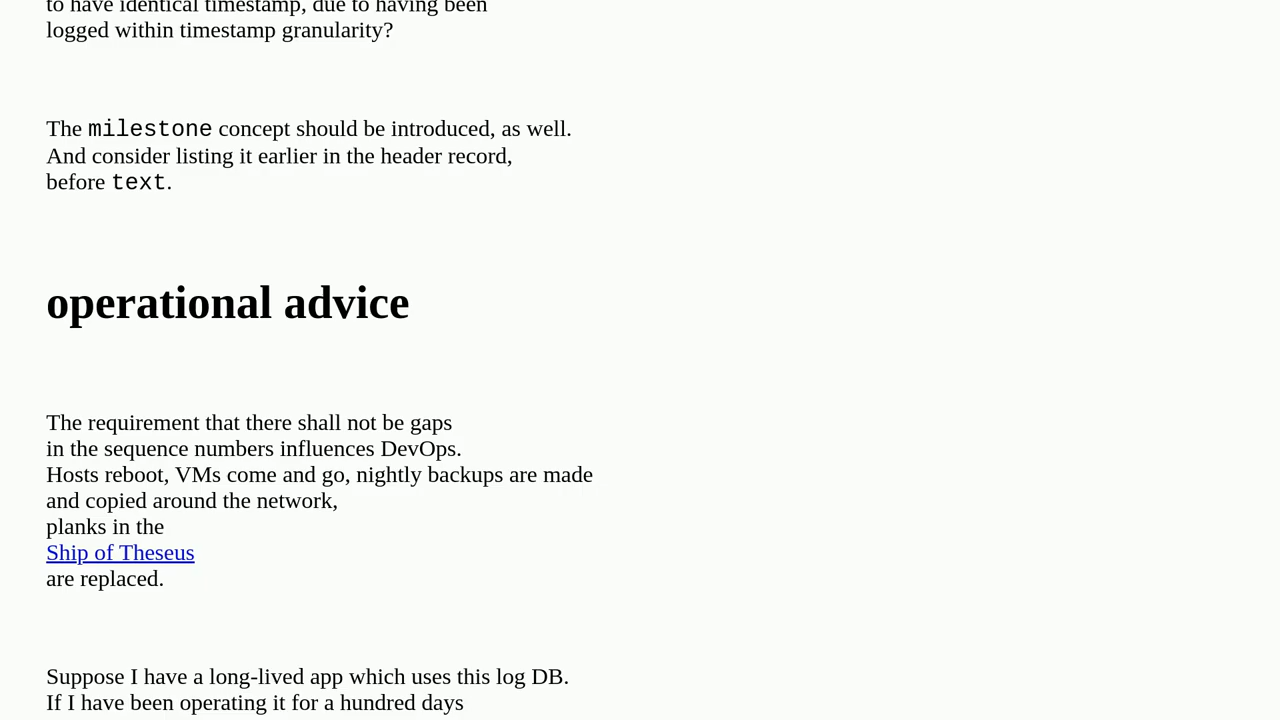 to have identical timestamp, due to having been
logged within timestamp granularity?
The milestone concept should be introduced, as well.
And consider listing it earlier in the header record,
before text.
operational advice
The requirement that there shall not be gaps
in the sequence numbers influences DevOps.
Hosts reboot, VMs come and go, nightly backups are made
and copied around the network,
planks in the
Ship of Theseus
are replaced.
Suppose I have a long-lived app which uses this log DB.
If I have been operating it for a hundred days